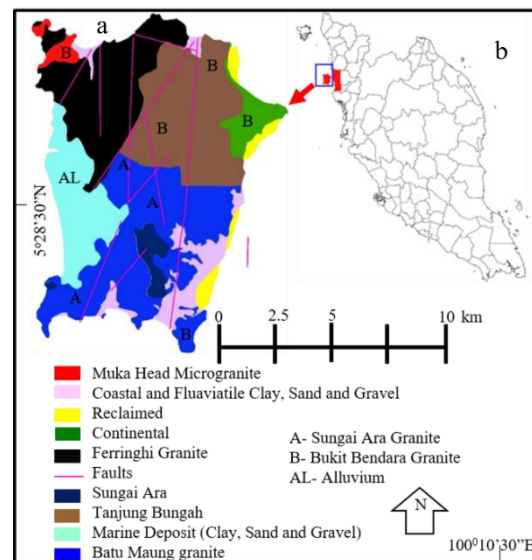 a
b
B
B
B
B
A
AL
A
A
B
5°28'30"N
0 2.5 5 10 km
Muka Head Microgranite
Coastal and Fluaviatile Clay, Sand and Gravel
Reclaimed
Continental
Ferringhi Granite
Faults
Sungai Ara
Tanjung Bungah
Marine Deposit (Clay, Sand and Gravel)
Batu Maung granite
A- Sungai Ara Granite
B- Bukit Bendara Granite
AL- Alluvium
N
100°10'30"B